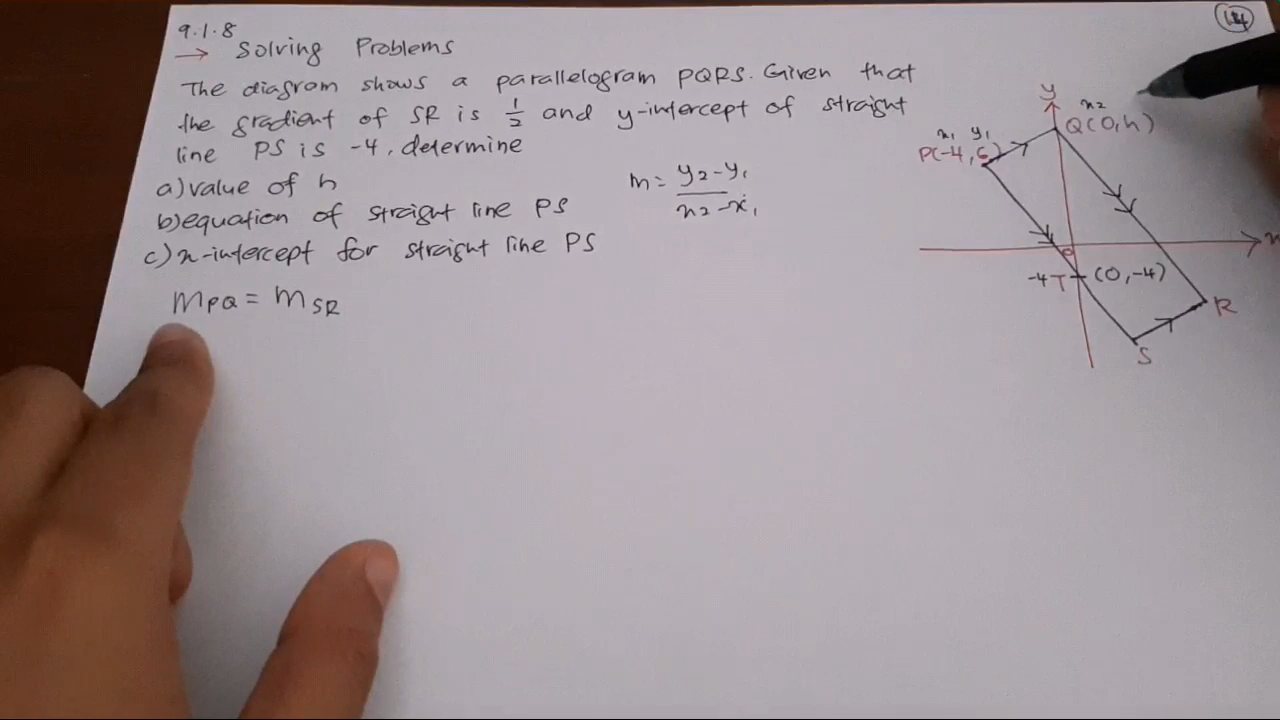 9.1.8
→ Solving Problems
The diagram shows a parallelogram PQRS. Given that
the gradient of SR is 1/2 and y-intercept of straight
line PS is -4, determine
a) value of h
b) equation of straight line PS
c) x-intercept for straight line PS
m = y₂-y₁ / x₂-x₁
mPQ = mSR
y
x₂
Q(0,h)
x₁ y₁
P(-4,6)
x
O
-4 T (0,-4)
R
S